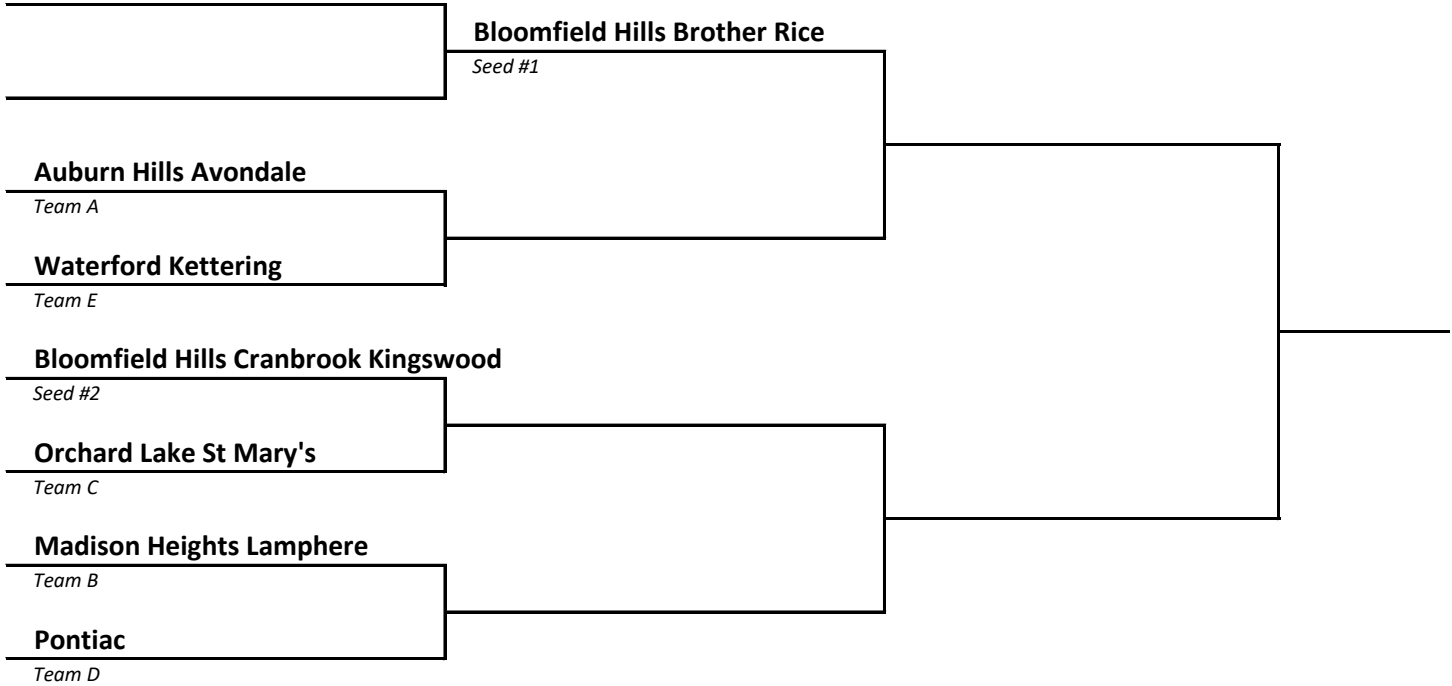 Bloomfield Hills Brother Rice
Seed #1
Auburn Hills Avondale
Team A
Waterford Kettering
Team E
Bloomfield Hills Cranbrook Kingswood
Seed #2
Orchard Lake St Mary's
Team C
Madison Heights Lamphere
Team B
Pontiac
Team D